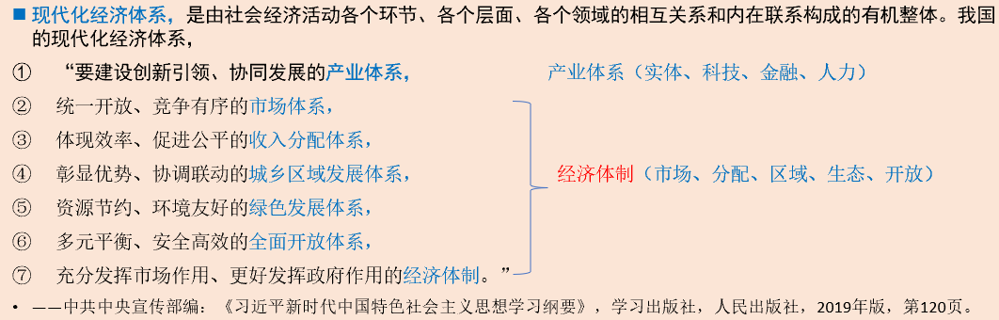 ■ 现代化经济体系，是由社会经济活动各个环节、各个层面、各个领域的相互关系和内在联系构成的有机整体。我国
的现代化经济体系，
① “要建设创新引领、协同发展的产业体系， 产业体系（实体、科技、金融、人力）
② 统一开放、竞争有序的市场体系，
③ 体现效率、促进公平的收入分配体系，
④ 彰显优势、协调联动的城乡区域发展体系， 经济体制（市场、分配、区域、生态、开放）
⑤ 资源节约、环境友好的绿色发展体系，
⑥ 多元平衡、安全高效的全面开放体系，
⑦ 充分发挥市场作用、更好发挥政府作用的经济体制。”
• ——中共中央宣传部编：《习近平新时代中国特色社会主义思想学习纲要》，学习出版社，人民出版社，2019年版，第120页。